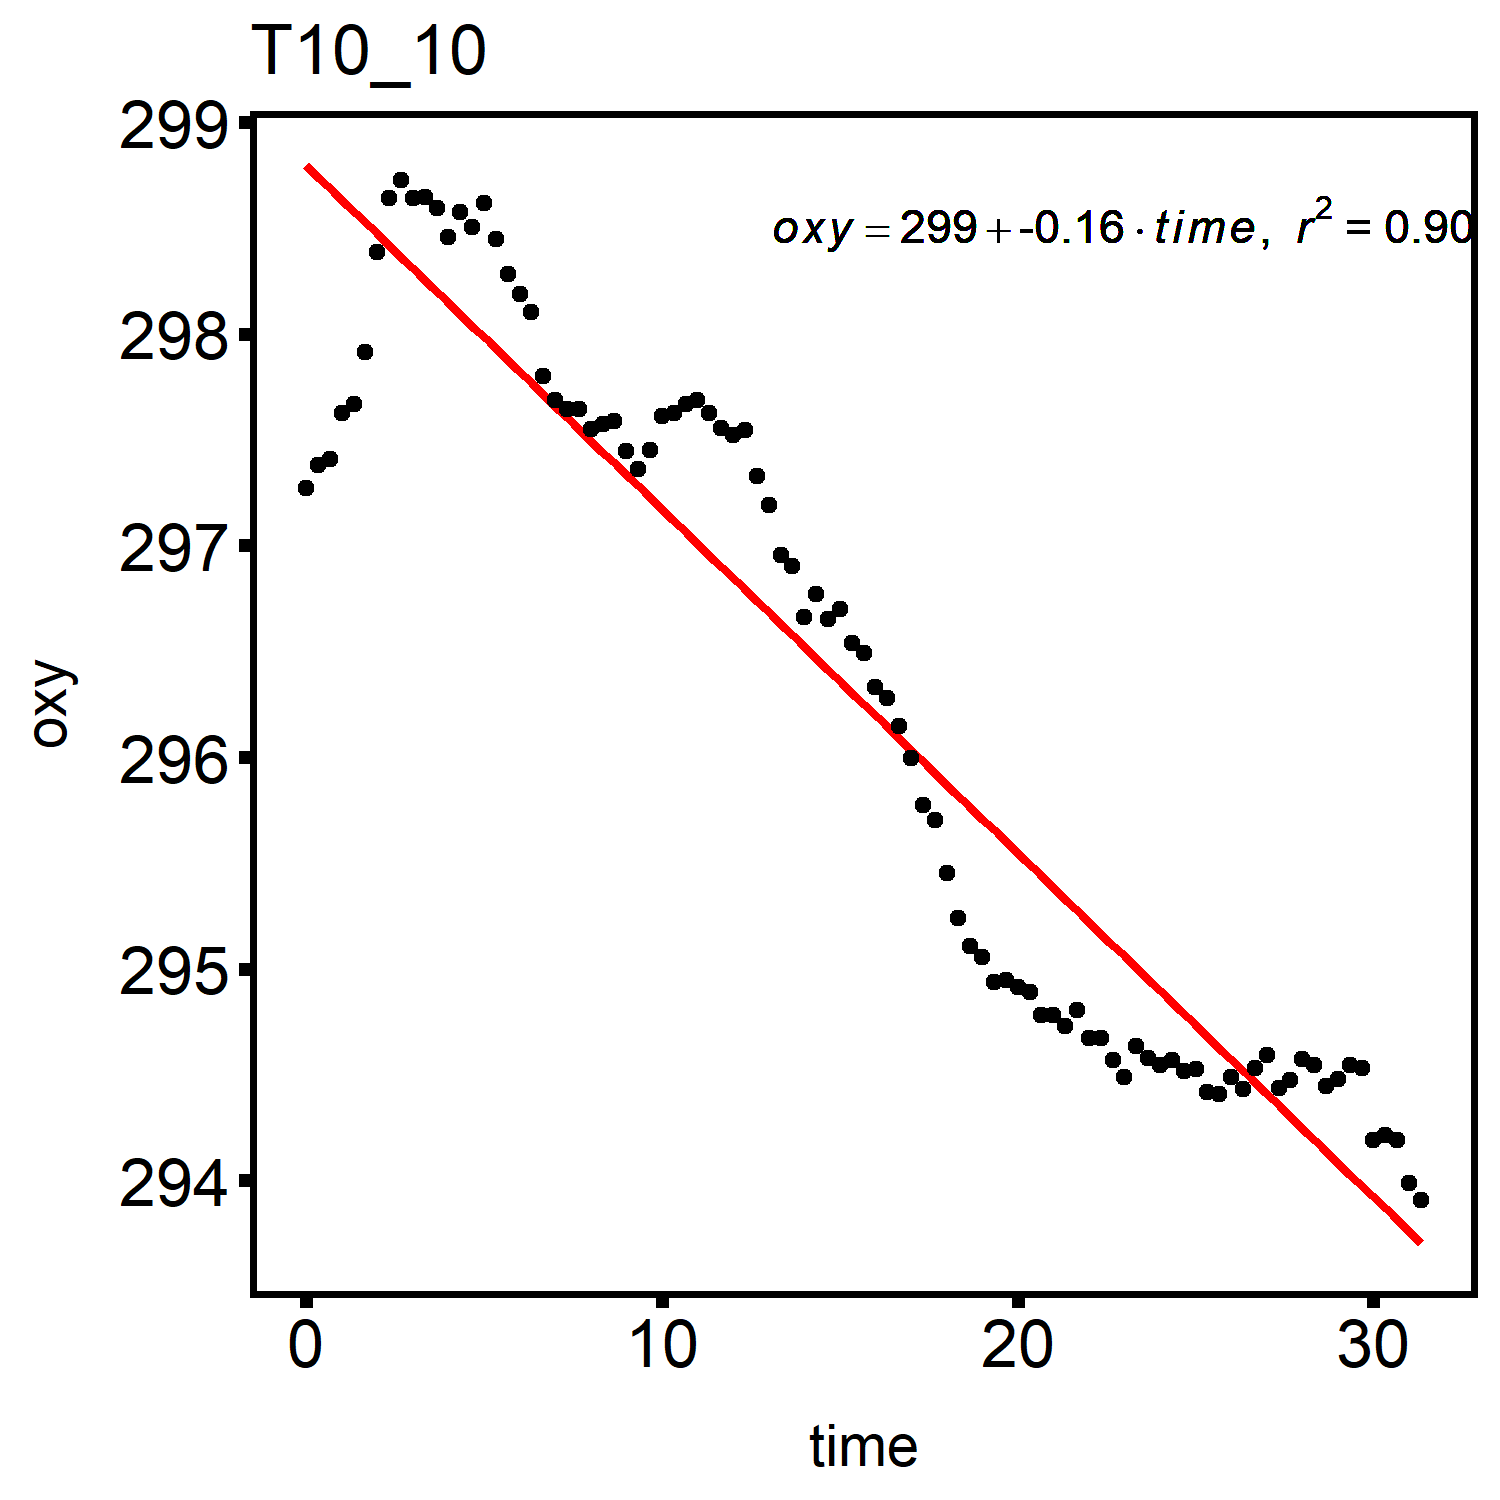 T10_10
299
oxy = 299 + -0.16 · time, r² = 0.90
298
297
296
295
294
oxy
0 10 20 30
time